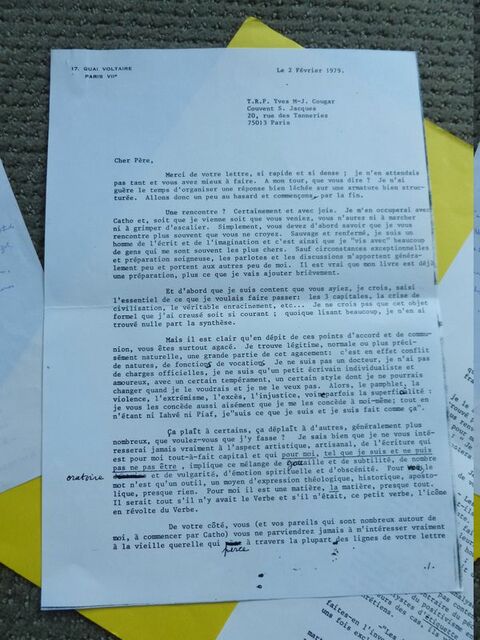 17, QUAI VOLTAIRE
PARIS VIIe
Le 2 Février 1979.
T.R.P. Yves M-J. Congar
Couvent S. Jacques
20, rue des Tanneries
75013 Paris
Cher Père,
Merci de votre lettre, si rapide et si dense ; je n'en attendais
pas tant et vous avez mieux à faire. A mon tour, que vous dire ? Je n'ai
guère le temps d'organiser une réponse bien léchée sur une armature bien struc-
turée. Allons donc un peu au hasard et commençons par la fin.
Une rencontre ? Certainement et avec joie. Je m'en occuperai avec
Catho et, soit que je vienne soit que vous veniez, vous n'aurez ni à marcher
ni à grimper d'escalier. Simplement, vous devez d'abord savoir que je vous
rencontre plus souvent que vous ne croyez. Sauvage et renfermé, je suis un
homme de l'écrit et de l'imagination et c'est ainsi que je "vis avec" beaucoup
de gens qui me sont souvent les plus chers. Sauf circonstances exceptionnelles
et préparation soigneuse, les parlotes et les discussions m'apportent généra-
lement peu et portent aux autres peu de moi. Il est vrai que mon livre est déjà
une préparation, plus ce que je vais ajouter brièvement.
Et d'abord que je suis content que vous ayiez, je crois, saisi
l'essentiel de ce que je voulais faire passer: les 3 capitales, la crise de
civilisation, le véritable enracinement, etc... Je ne crois pas que cet objet
formel que j'ai creusé soit si courant ; quoique lisant beaucoup, je n'en ai
trouvé nulle part la synthèse.
Mais il est clair qu'en dépit de ces points d'accord et de commu-
nion, vous êtes surtout agacé. Je trouve légitime, normale ou plus préci-
sément naturelle, une grande partie de cet agacement: c'est en effet conflit
de natures, de fonctions de vocations. Je ne suis pas un docteur, je n'ai pas
de charges officielles, je ne suis qu'un petit écrivain individualiste et
amoureux, avec un certain tempérament, un certain style dont je ne pourrais
changer quand je le voudrais et je ne le veux pas. Alors, le pamphlet, la
violence, l'extrémisme, l'excès, l'injustice, voire parfois la superficialité :
je vous les concède aussi aisément que je me les concède à moi-même; tout en
n'étant ni Iahvé ni Piaf, je "suis ce que je suis et je suis fait comme ça".
Ça plaît à certains, ça déplaît à d'autres, généralement plus
nombreux, que voulez-vous que j'y fasse ? Je sais bien que je ne vous inté-
resserai jamais vraiment à l'aspect artistique, artisanal, de l'écriture qui
est pour moi tout-à-fait capital et qui pour moi, tel que je suis et ne puis
pas ne pas être , implique ce mélange de gouaille et de subtilité, de nombre
oratoire et de vulgarité, d'émotion spirituelle et d'obscénité. Pour vous, le
mot n'est qu'un outil, un moyen d'expression théologique, historique, aposto-
lique, presque rien. Pour moi il est une matière, la matière, presque tout.
Il serait tout s'il n'y avait le Verbe et s'il n'était, ce petit verbe, l'icône
en révolte du Verbe.
De votre côté, vous (et vos pareils qui sont nombreux autour de
moi, à commencer par Catho) vous ne parviendrez jamais à m'intéresser vraiment
à la vieille querelle qui perce à travers la plupart des lignes de votre lettre
./.